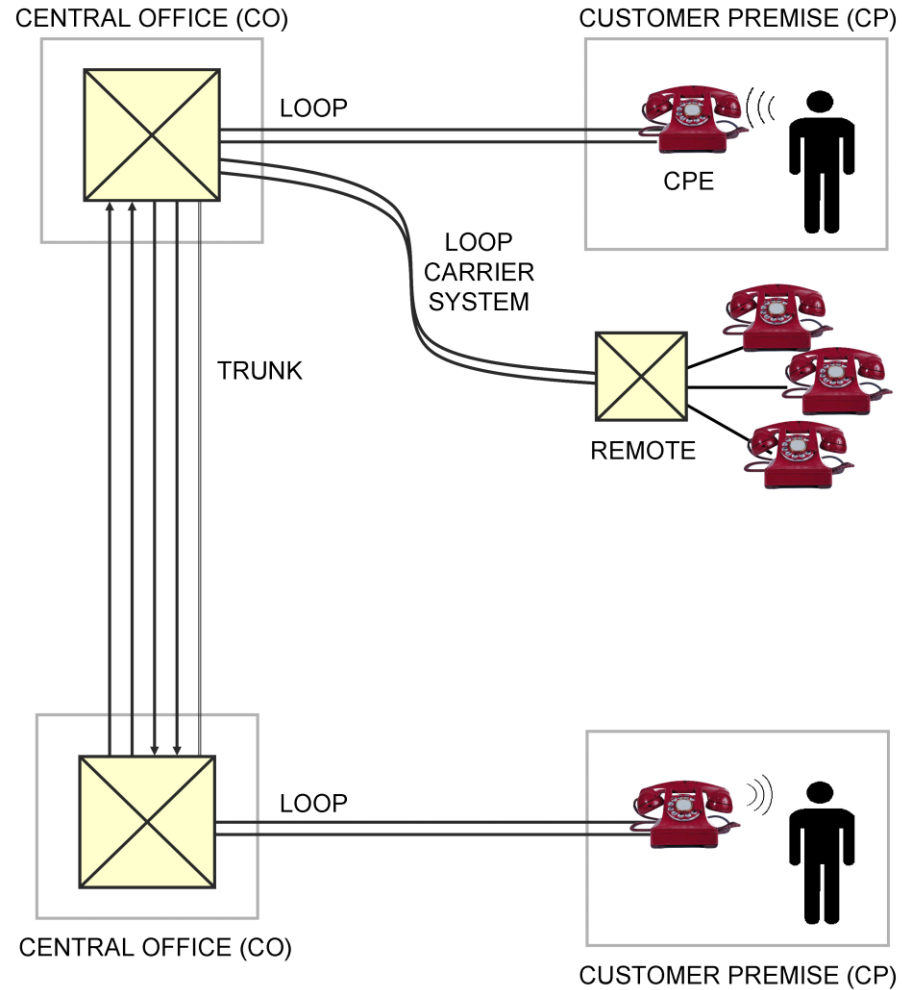 CENTRAL OFFICE (CO)
CUSTOMER PREMISE (CP)
LOOP
CPE
LOOP
CARRIER
SYSTEM
TRUNK
REMOTE
LOOP
CENTRAL OFFICE (CO)
CUSTOMER PREMISE (CP)